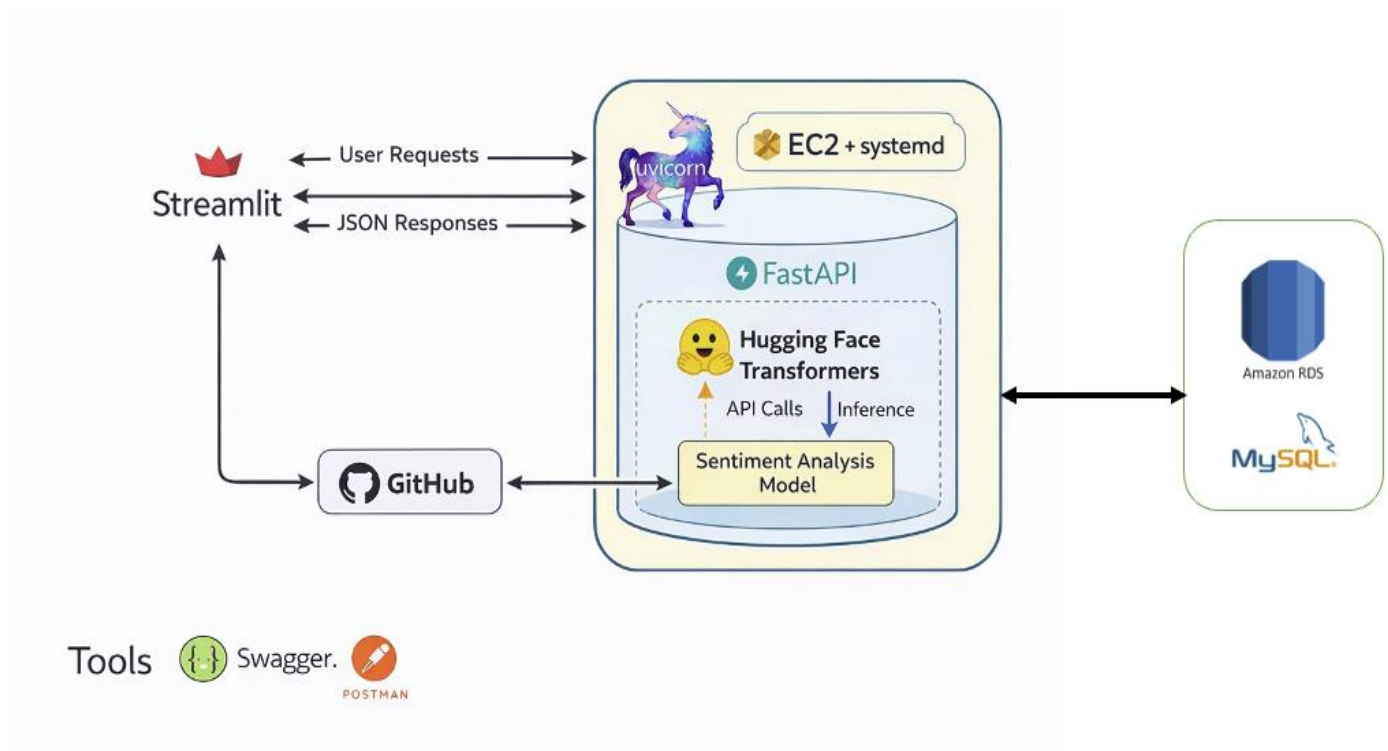 User Requests
Streamlit
JSON Responses
uvicorn
EC2 + systemd
FastAPI
Hugging Face
Transformers
API Calls
Inference
Sentiment Analysis
Model
GitHub
Amazon RDS
MySQL®
Tools
{··}
Swagger.
POSTMAN